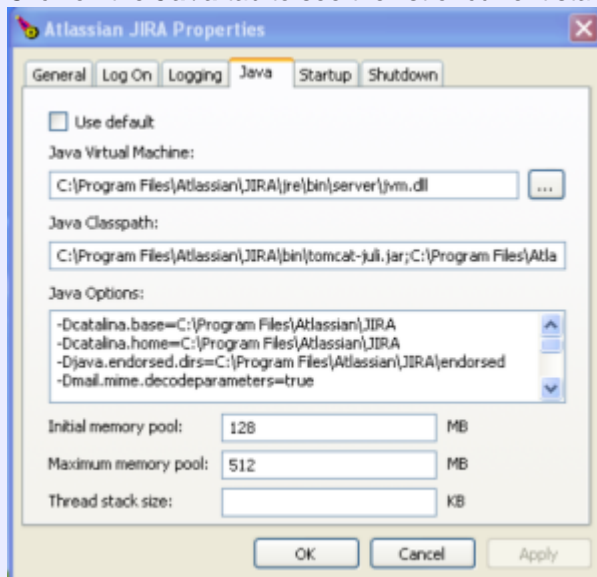 Atlassian JIRA Properties
General Log On Logging Java Startup Shutdown
Use default
Java Virtual Machine:
C:\Program Files\Atlassian\JIRA\jre\bin\server\jvm.dll ...
Java Classpath:
C:\Program Files\Atlassian\JIRA\bin\tomcat-juli.jar;C:\Program Files\Atla
Java Options:
-Dcatalina.base=C:\Program Files\Atlassian\JIRA
-Dcatalina.home=C:\Program Files\Atlassian\JIRA
-Djava.endorsed.dirs=C:\Program Files\Atlassian\JIRA\endorsed
-Dmail.mime.decodeparameters=true
Initial memory pool: 128 MB
Maximum memory pool: 512 MB
Thread stack size: KB
OK Cancel Apply